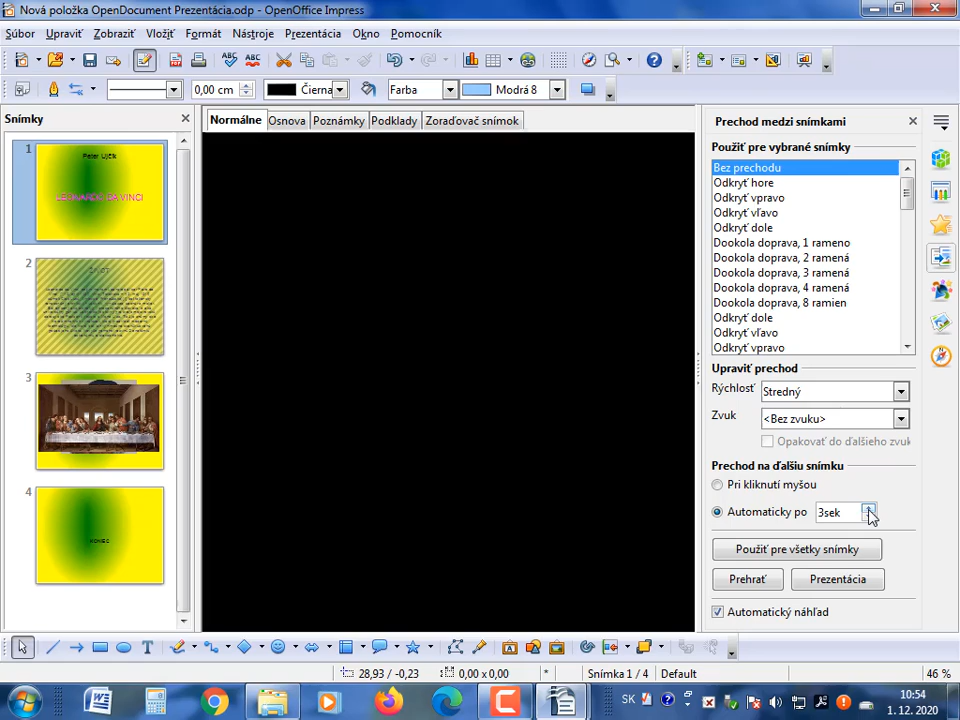 Nová položka OpenDocument Prezentácia.odp - OpenOffice Impress
Súbor Upraviť Zobraziť Vložiť Formát Nástroje Prezentácia Okno Pomocník
0,00 cm Čierna Farba Modrá 8
Snímky
Normálne Osnova Poznámky Podklady Zoraďovač snímok
1
Peter Ujčík
LEONARDO DA VINCI
2
ŽIVOT
3
4
KONIEC
Prechod medzi snímkami
Použiť pre vybrané snímky
Bez prechodu
Odkryť hore
Odkryť vpravo
Odkryť vľavo
Odkryť dole
Dookola doprava, 1 rameno
Dookola doprava, 2 ramená
Dookola doprava, 3 ramená
Dookola doprava, 4 ramená
Dookola doprava, 8 ramien
Odkryť dole
Odkryť vľavo
Odkryť vpravo
Upraviť prechod
Rýchlosť Stredný
Zvuk <Bez zvuku>
Opakovať do ďalšieho zvuk
Prechod na ďalšiu snímku
Pri kliknutí myšou
Automaticky po 3sek
Použiť pre všetky snímky
Prehrať Prezentácia
Automatický náhľad
28,93 / -0,23 0,00 x 0,00 * Snímka 1 / 4 Default 46 %
SK 10:54
1. 12. 2020